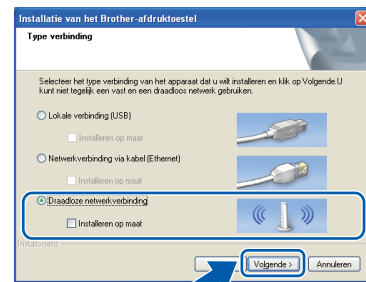 Installatie van het Brother-afdruktoestel
Type verbinding
Selecteer het type verbinding van het apparaat dat u wilt installeren en klik op Volgende.U
kunt niet tegelijk een vast en een draadloos netwerk gebruiken.
Lokale verbinding (USB)
Installeren op maat
Netwerkverbinding via kabel (Ethernet)
Installeren op maat
Draadloze netwerkverbinding
Installeren op maat
InstallShield
Volgende > Annuleren